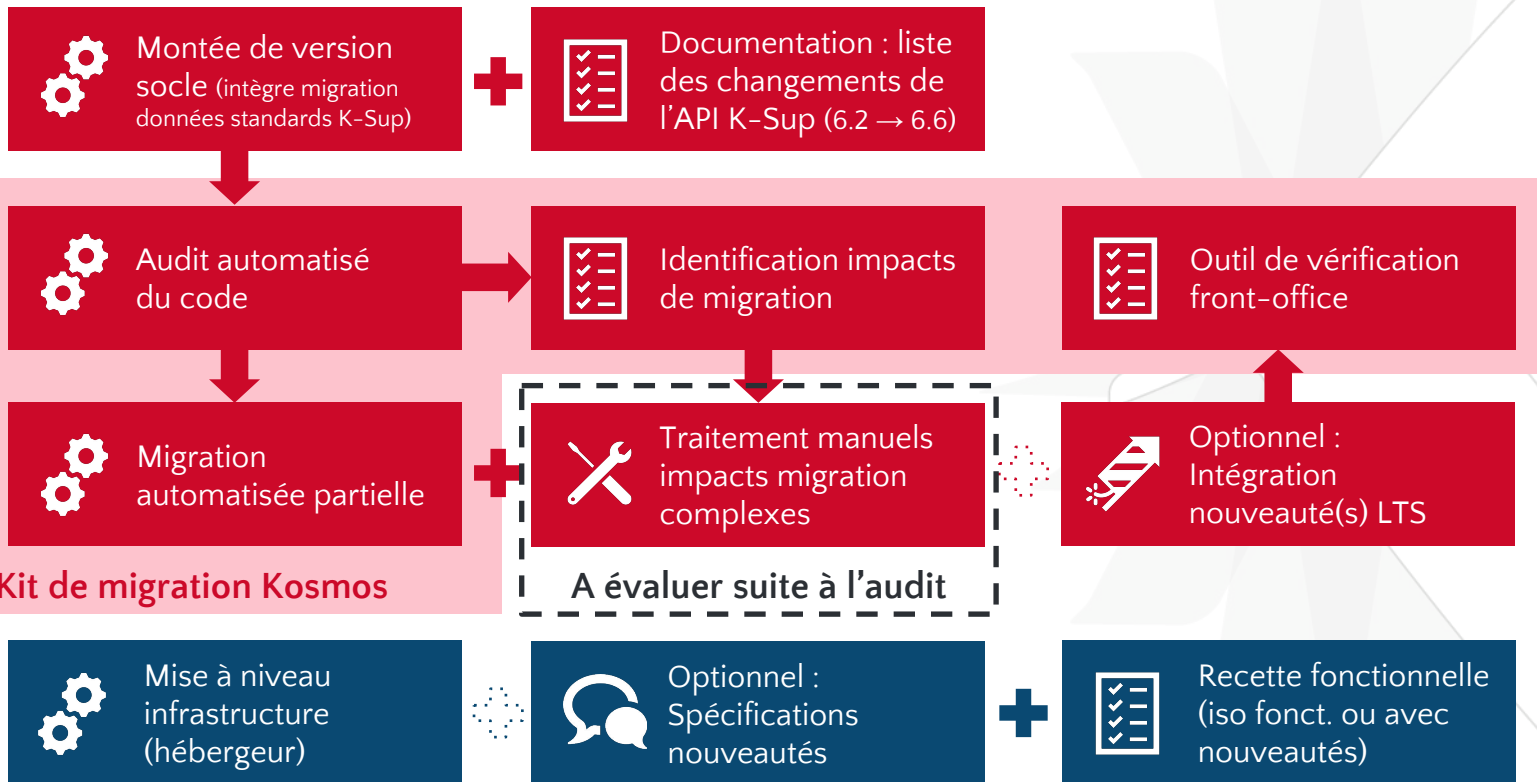 Montée de version
socle (intègre migration
données standards K-Sup)
Documentation : liste
des changements de
l'API K-Sup (6.2 → 6.6)
Audit automatisé
du code
Identification impacts
de migration
Outil de vérification
front-office
Migration
automatisée partielle
Traitement manuels
impacts migration
complexes
Optionnel :
Intégration
nouveauté(s) LTS
Kit de migration Kosmos
A évaluer suite à l'audit
Mise à niveau
infrastructure
(hébergeur)
Optionnel :
Spécifications
nouveautés
Recette fonctionnelle
(iso fonct. ou avec
nouveautés)